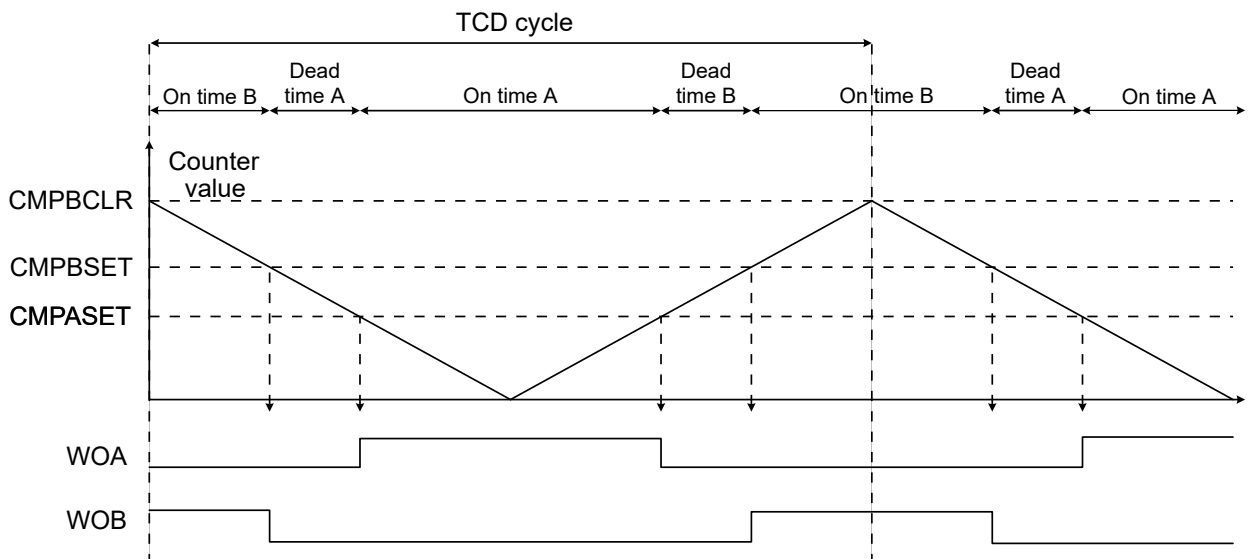 TCD cycle
Dead
time A
Dead
time B
Dead
time A
On time B
On time A
On time B
On time A
Counter
value
CMPBCLR
CMPBSET
CMPASET
WOA
WOB